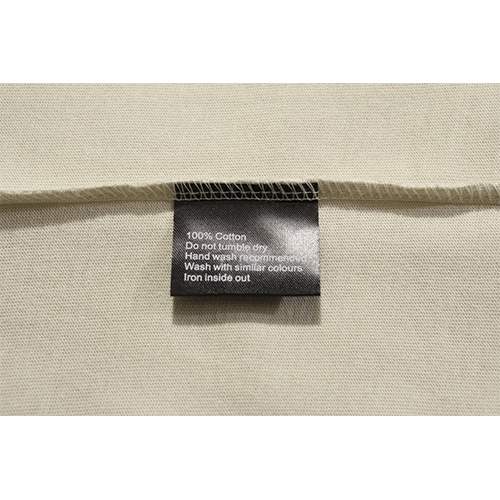 100% Cotton
Do not tumble dry
Hand wash recommended
Wash with similar colours
Iron inside out